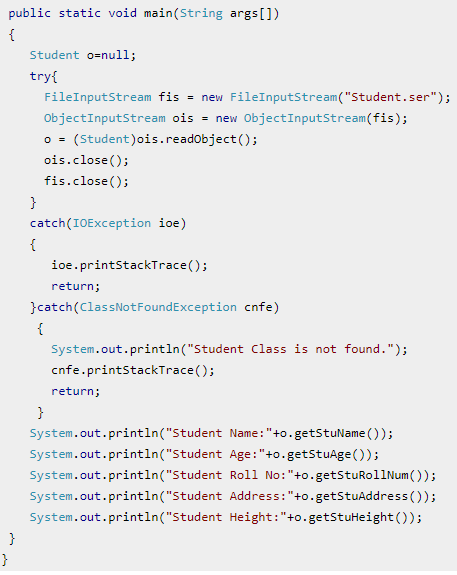 public static void main(String args[])
{
Student o=null;
try{
FileInputStream fis = new FileInputStream("Student.ser");
ObjectInputStream ois = new ObjectInputStream(fis);
o = (Student)ois.readObject();
ois.close();
fis.close();
}
catch(IOException ioe)
{
ioe.printStackTrace();
return;
}catch(ClassNotFoundException cnfe)
{
System.out.println("Student Class is not found.");
cnfe.printStackTrace();
return;
}
System.out.println("Student Name:"+o.getStuName());
System.out.println("Student Age:"+o.getStuAge());
System.out.println("Student Roll No:"+o.getStuRollNum());
System.out.println("Student Address:"+o.getStuAddress());
System.out.println("Student Height:"+o.getStuHeight());
}
}